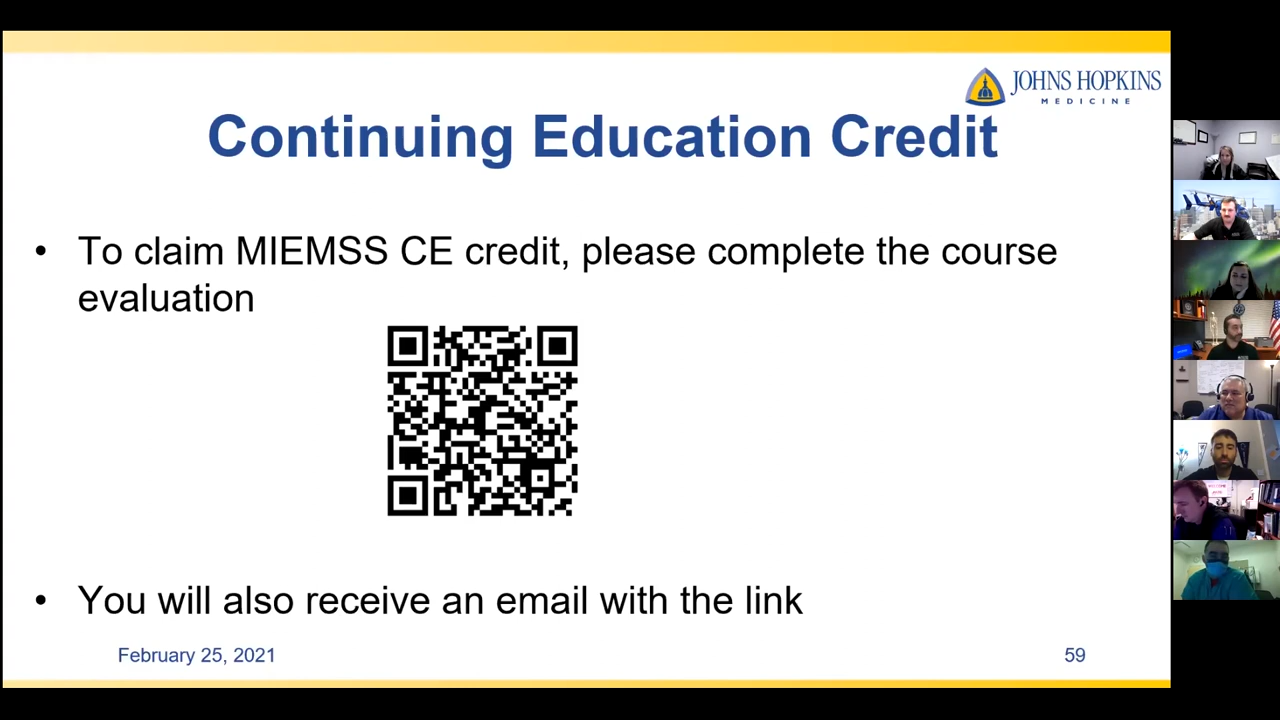 JOHNS HOPKINS
MEDICINE
Continuing Education Credit
• To claim MIEMSS CE credit, please complete the course
evaluation
• You will also receive an email with the link
February 25, 2021
59